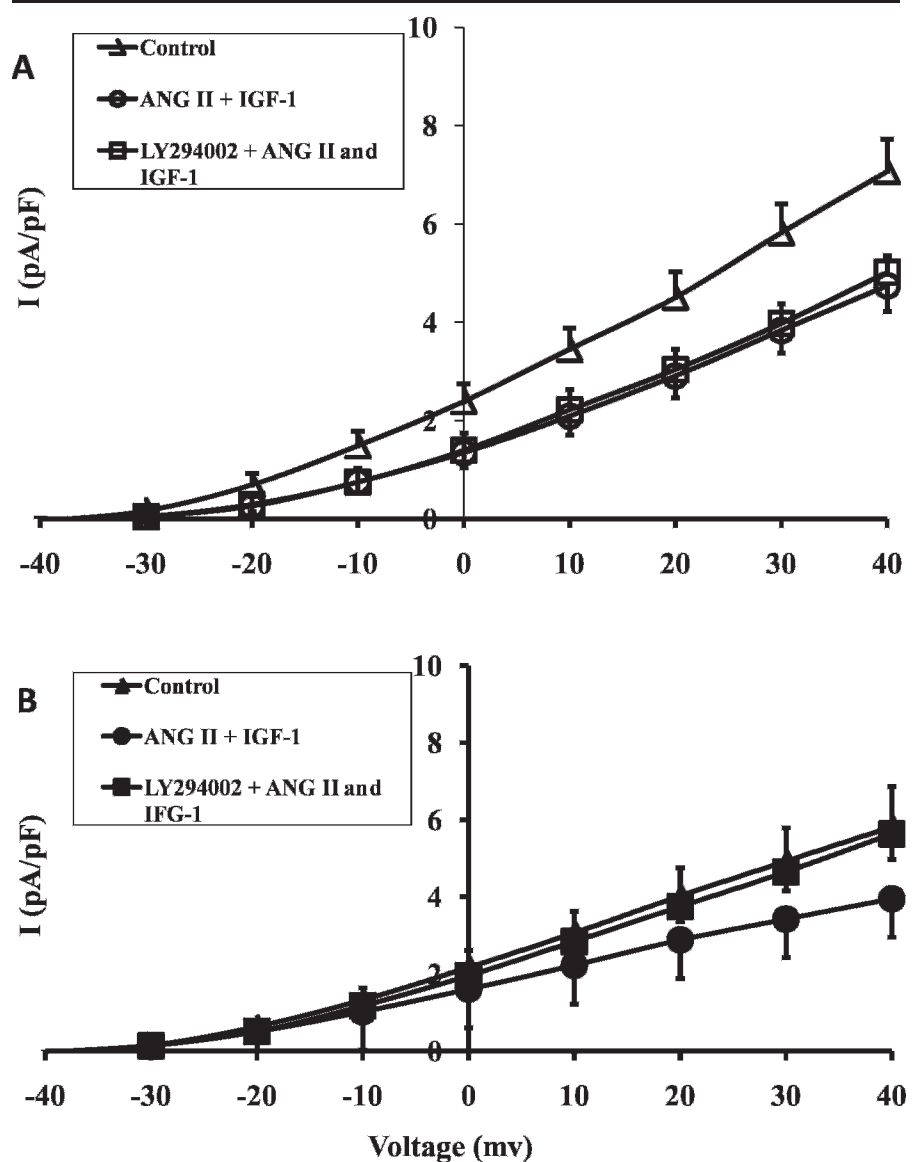 A
Control
ANG II + IGF-1
LY294002 + ANG II and
IGF-1
I (pA/pF)
10
8
6
4
2
0
-40 -30 -20 -10 0 10 20 30 40
B
Control
ANG II + IGF-1
LY294002 + ANG II and
IFG-1
I (pA/pF)
10
8
6
4
2
0
-40 -30 -20 -10 0 10 20 30 40
Voltage (mv)